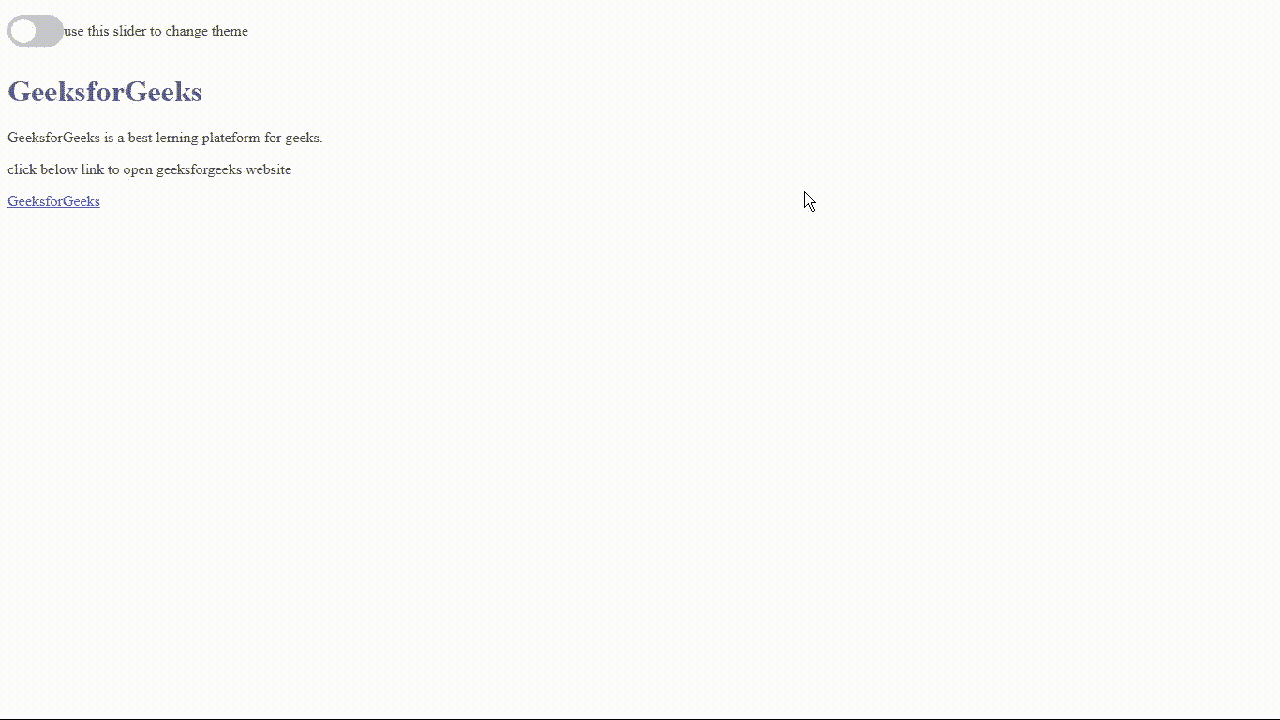 use this slider to change theme
GeeksforGeeks
GeeksforGeeks is a best lerning plateform for geeks.
click below link to open geeksforgeeks website
GeeksforGeeks